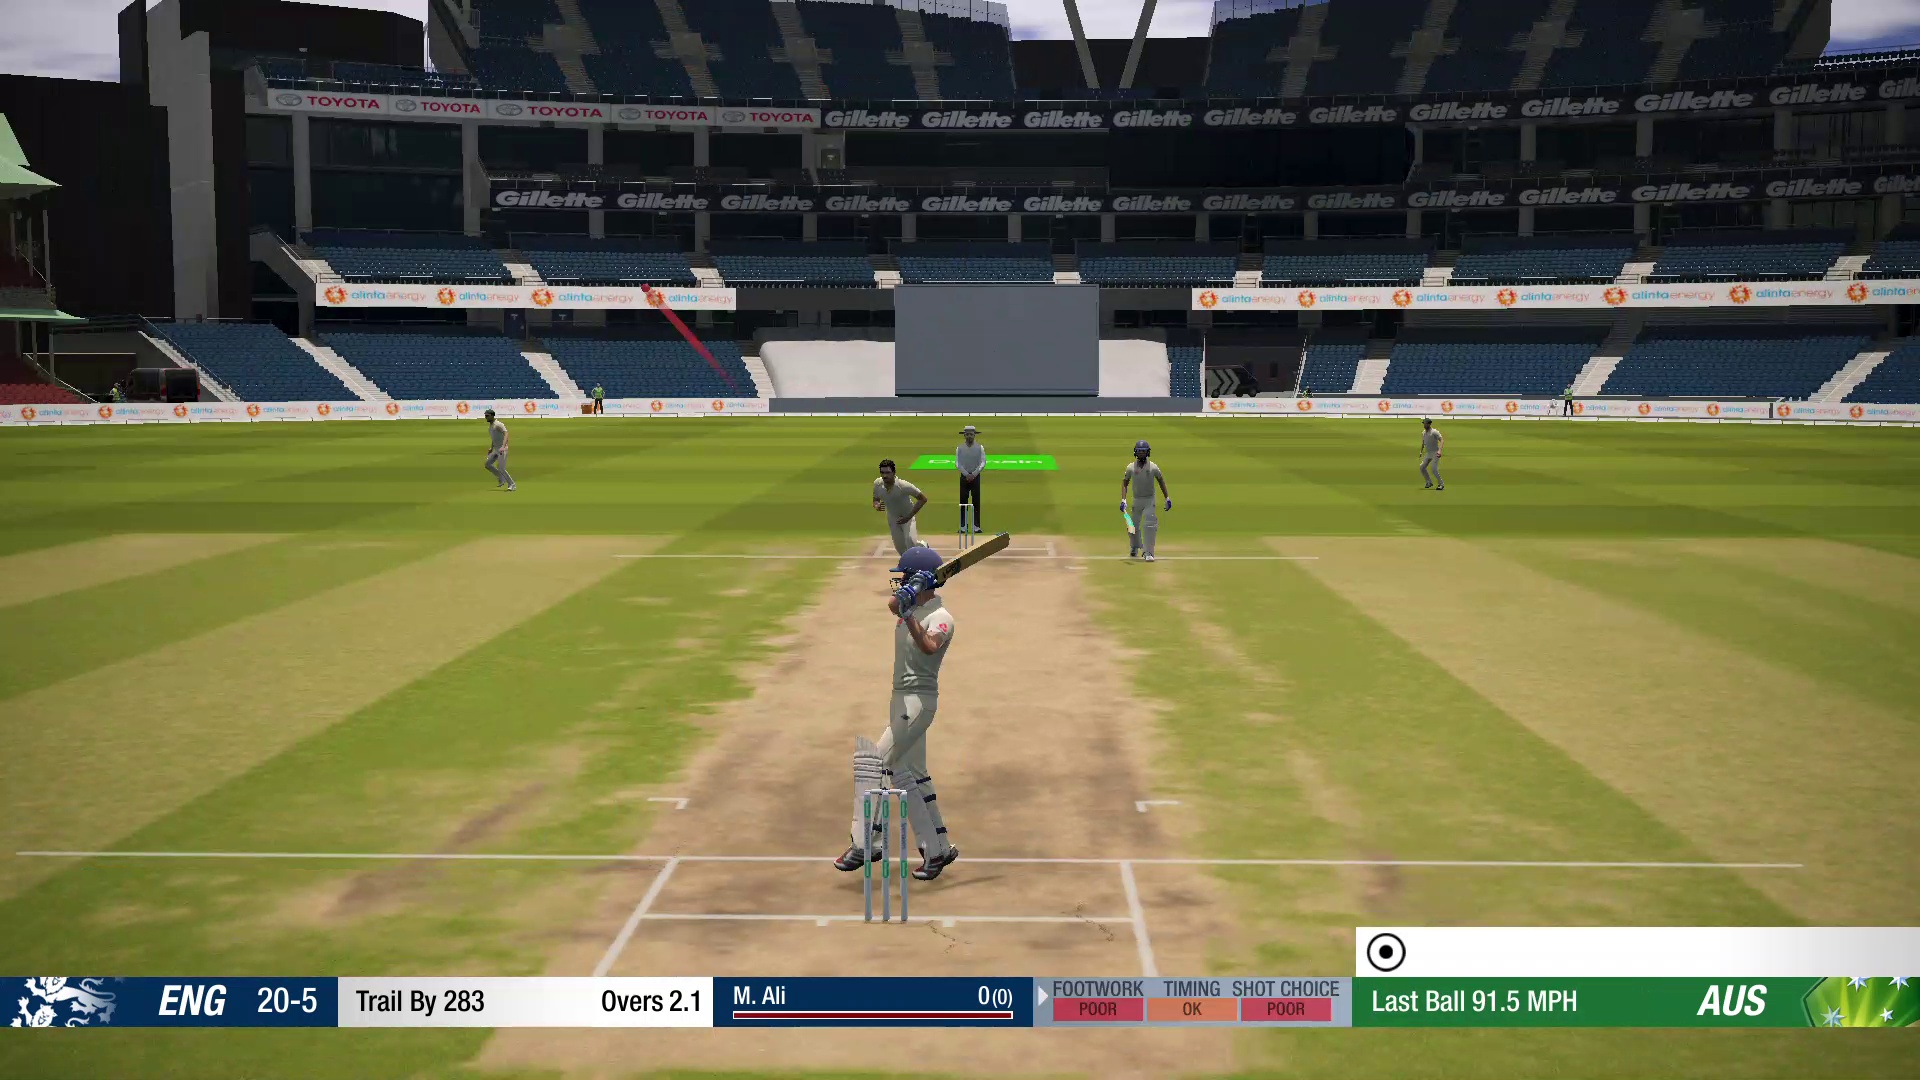 TOYOTA TOYOTA TOYOTA TOYOTA TOYOTA Gillette Gillette Gillette Gillette Gillette Gillette Gillette Gillette Gillette Gillette
Gillette Gillette Gillette Gillette Gillette Gillette Gillette Gillette Gillette Gillette Gillette Gillette
alintaenergy alintaenergy alintaenergy alintaenergy
alintaenergy alintaenergy alintaenergy alintaenergy alintaenergy alintaenergy
ENG 20-5
Trail By 283 Overs 2.1
M. Ali 0(0)
FOOTWORK TIMING SHOT CHOICE
POOR OK POOR
Last Ball 91.5 MPH AUS